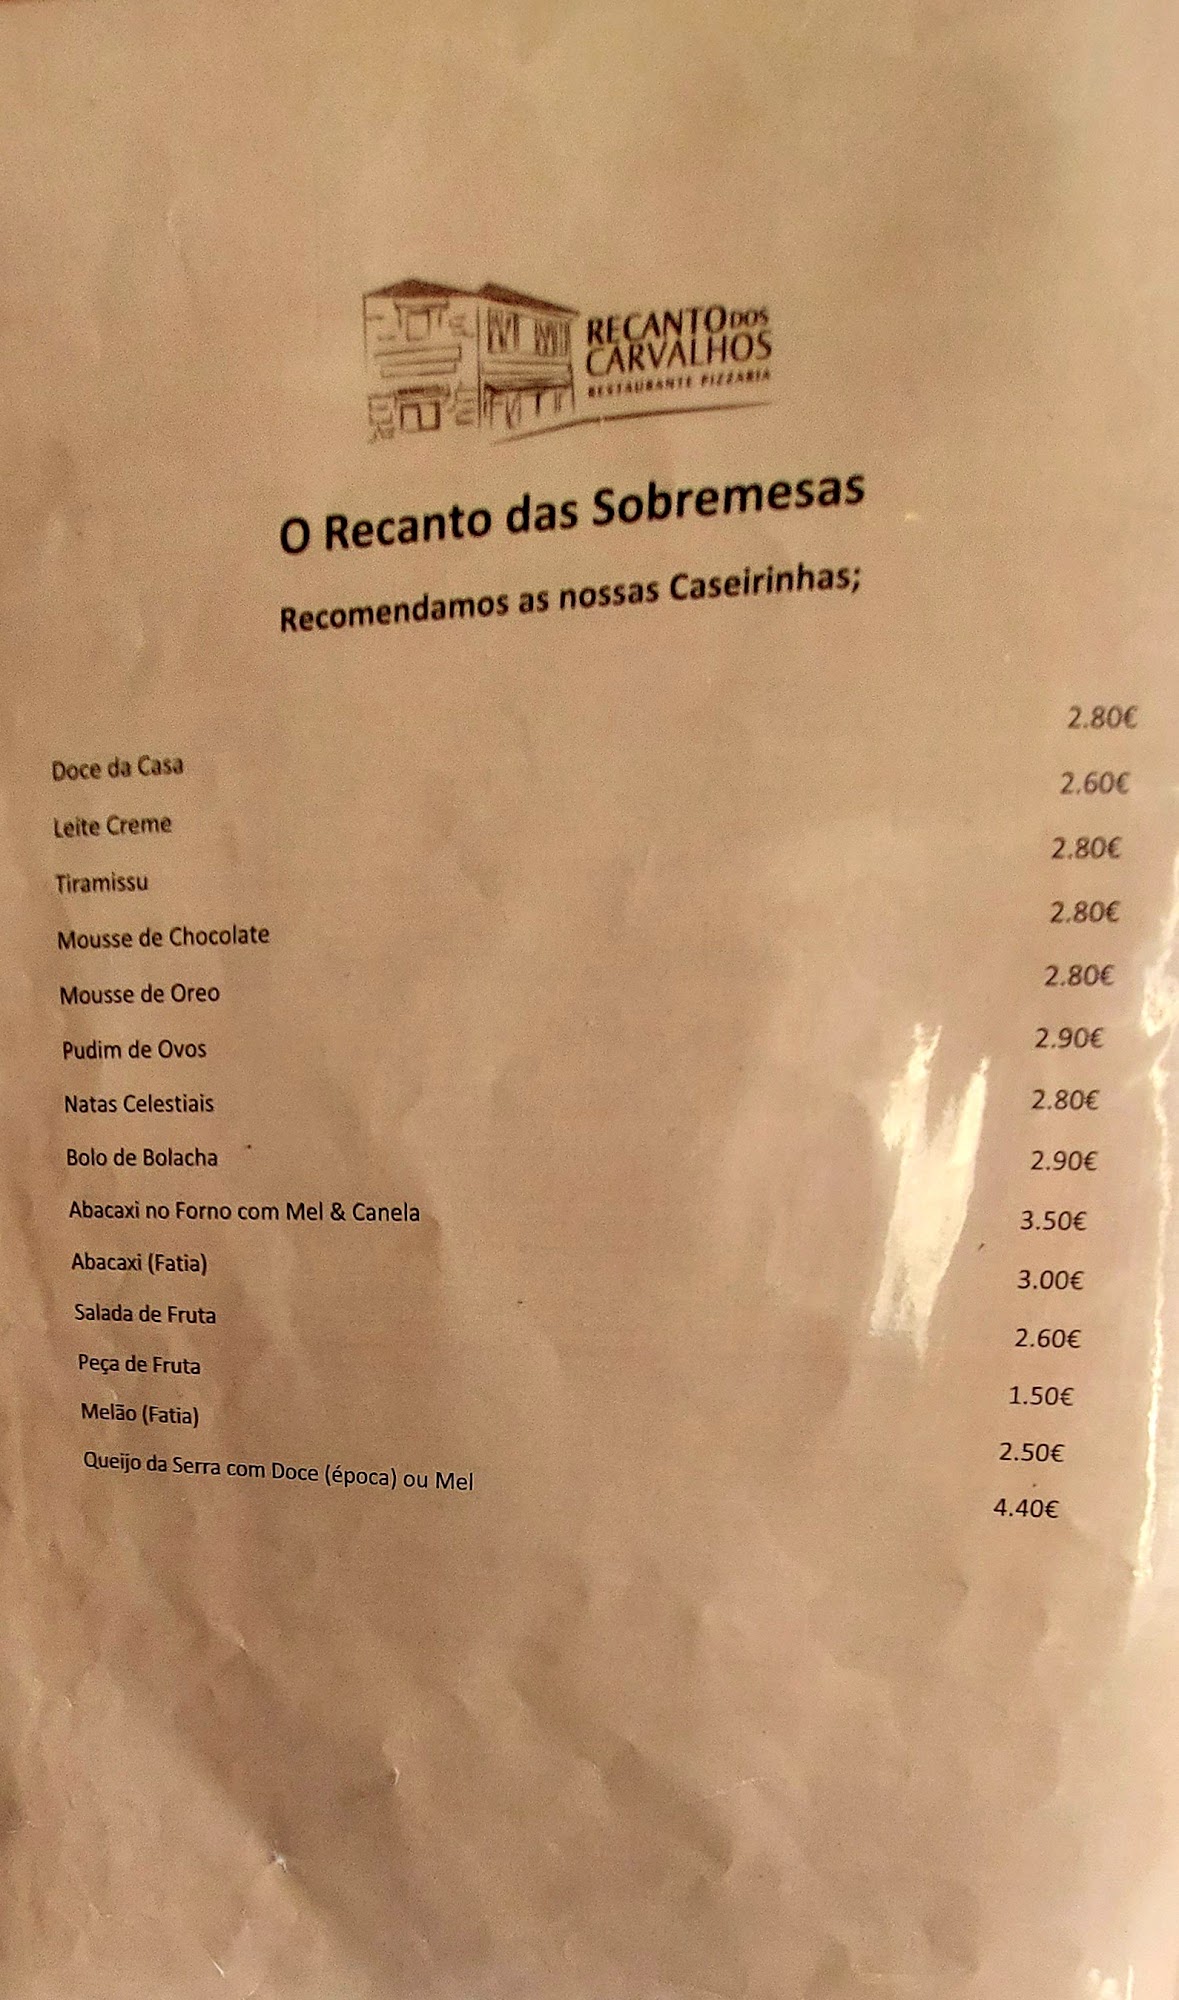 RECANTO DOS
CARVALHOS
RESTAURANTE PIZZARIA
O Recanto das Sobremesas
Recomendamos as nossas Caseirinhas;
Doce da Casa 2.80€
Leite Creme 2.60€
Tiramissu 2.80€
Mousse de Chocolate 2.80€
Mousse de Oreo 2.80€
Pudim de Ovos 2.90€
Natas Celestiais 2.80€
Bolo de Bolacha 2.90€
Abacaxi no Forno com Mel & Canela 3.50€
Abacaxi (Fatia) 3.00€
Salada de Fruta 2.60€
Peça de Fruta 1.50€
Melão (Fatia) 2.50€
Queijo da Serra com Doce (época) ou Mel 4.40€